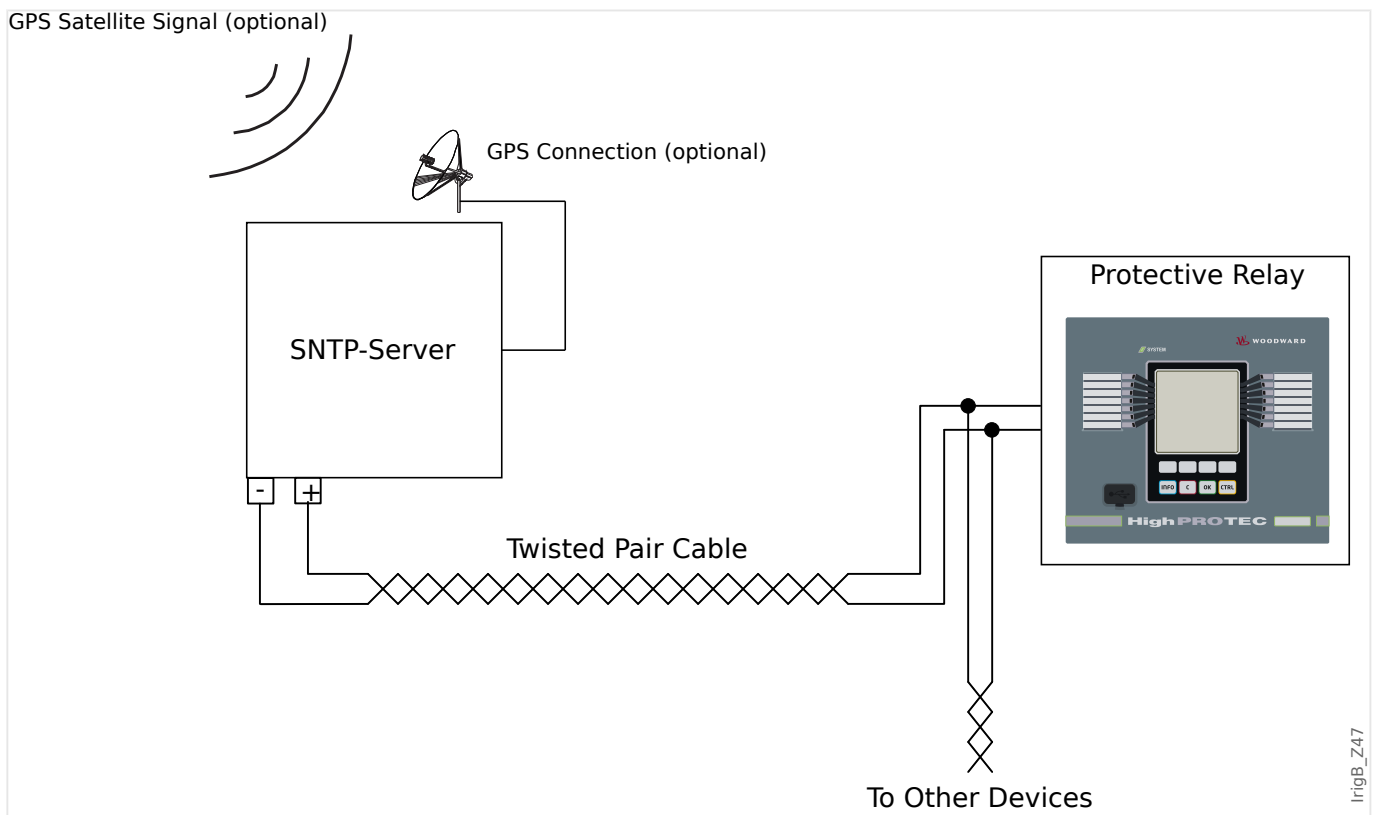 GPS Satellite Signal (optional)
GPS Connection (optional)
SNTP-Server
- +
Protective Relay
WOODWARD
SYSTEM
INFO C OK CTRL
HighPROTEC
Twisted Pair Cable
To Other Devices
IrigB_Z47